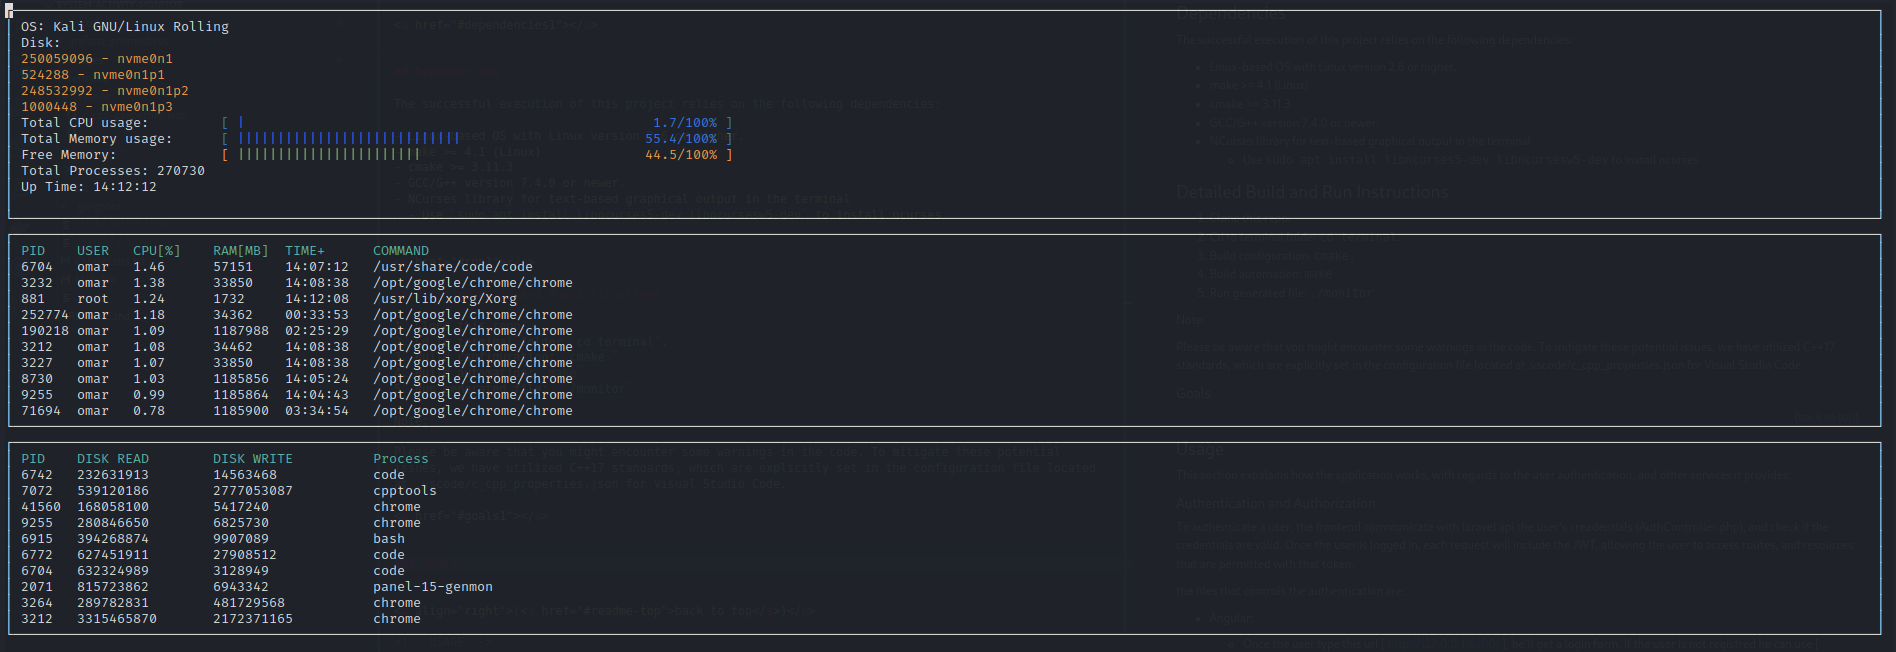 OS: Kali GNU/Linux Rolling
Disk:
250059096 - nvme0n1
524288 - nvme0n1p1
248532992 - nvme0n1p2
1000448 - nvme0n1p3
Total CPU usage: [ | 1.7/100% ]
Total Memory usage: [ |||||||||||||||||||||||||||| 55.4/100% ]
Free Memory: [ ||||||||||||||||||||||| 44.5/100% ]
Total Processes: 270730
Up Time: 14:12:12
PID USER CPU[%] RAM[MB] TIME+ COMMAND
6704 omar 1.46 57151 14:07:12 /usr/share/code/code
3232 omar 1.38 33850 14:08:38 /opt/google/chrome/chrome
881 root 1.24 1732 14:12:08 /usr/lib/xorg/Xorg
252774 omar 1.18 34362 00:33:53 /opt/google/chrome/chrome
190218 omar 1.09 1187988 02:25:29 /opt/google/chrome/chrome
3212 omar 1.08 34462 14:08:38 /opt/google/chrome/chrome
3227 omar 1.07 33850 14:08:38 /opt/google/chrome/chrome
8730 omar 1.03 1185856 14:05:24 /opt/google/chrome/chrome
9255 omar 0.99 1185864 14:04:43 /opt/google/chrome/chrome
71694 omar 0.78 1185900 03:34:54 /opt/google/chrome/chrome
PID DISK READ DISK WRITE Process
6742 232631913 14563468 code
7072 539120186 2777053087 cpptools
41560 168058100 5417240 chrome
9255 280846650 6825730 chrome
6915 394268874 9907089 bash
6772 627451911 27908512 code
6704 632324989 3128949 code
2071 815723862 6943342 panel-15-genmon
3264 289782831 481729568 chrome
3212 3315465870 2172371165 chrome